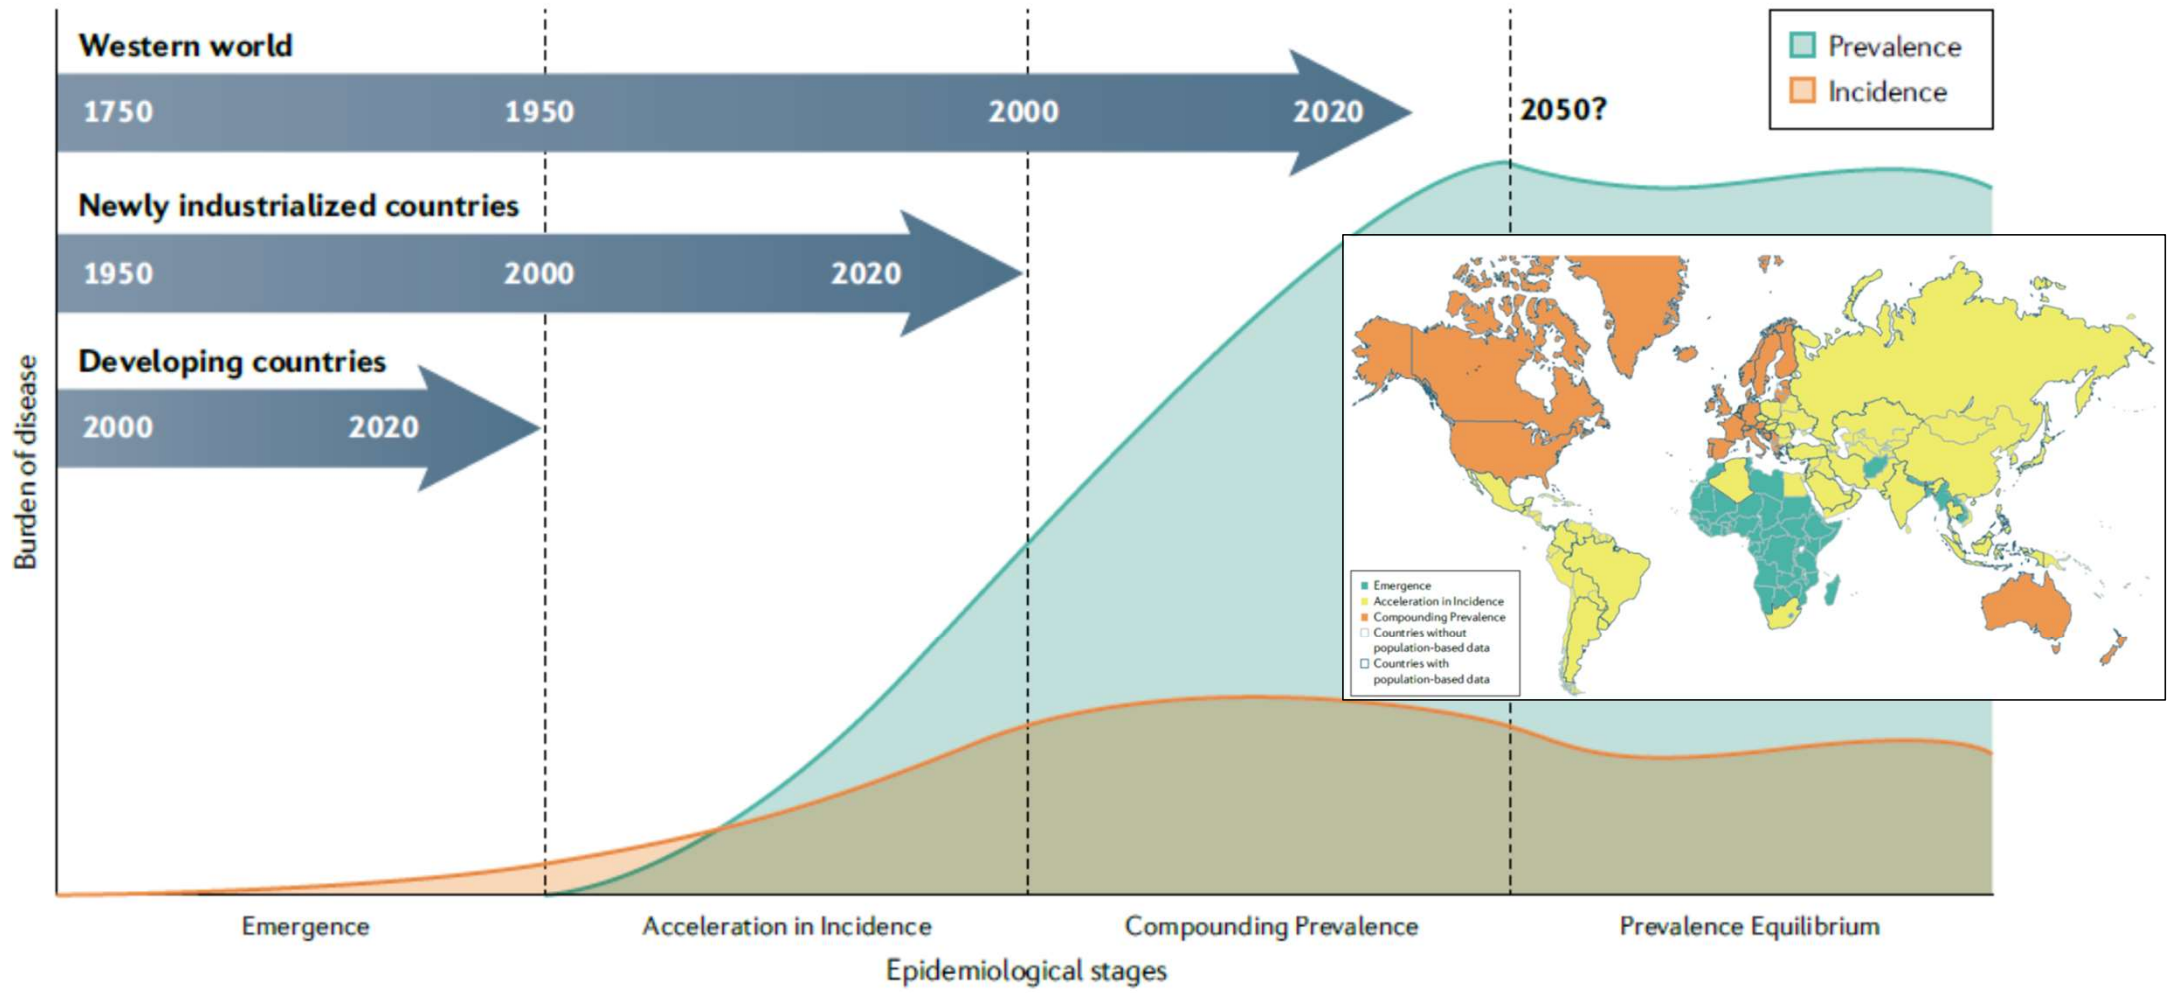 Western world
1750 1950 2000 2020 2050?
Prevalence
Incidence
Newly industrialized countries
1950 2000 2020
Developing countries
2000 2020
Burden of disease
Emergence
Acceleration in Incidence
Compounding Prevalence
Countries without
population-based data
Countries with
population-based data
Emergence Acceleration in Incidence Compounding Prevalence Prevalence Equilibrium
Epidemiological stages